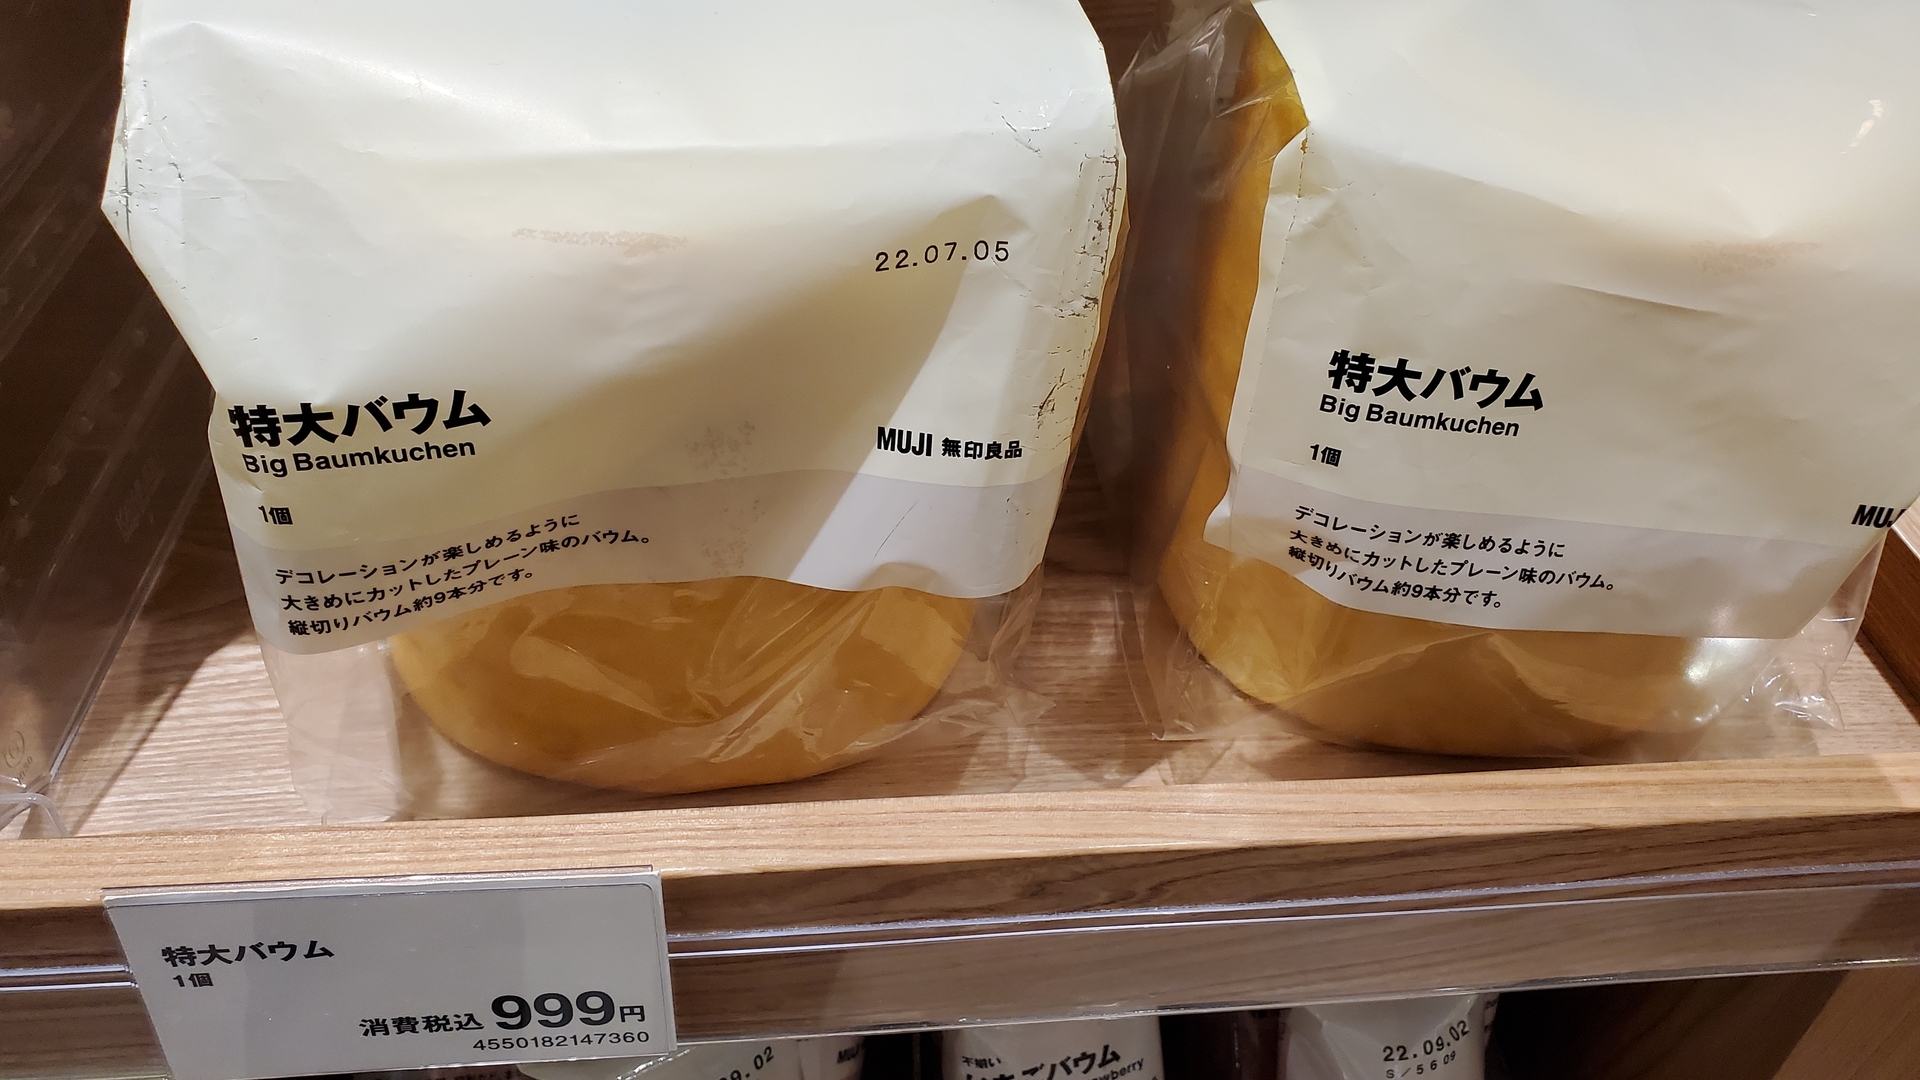 22.07.05
特大バウム
Big Baumkuchen
MUJI 無印良品
1個
デコレーションが楽しめるように
大きめにカットしたプレーン味のバウム。
縦切りバウム約9本分です。
特大バウム
Big Baumkuchen
1個
MUJ
デコレーションが楽しめるように
大きめにカットしたプレーン味のバウム。
縦切りバウム約9本分です。
特大バウム
1個
消費税込 999円
4550182147360
9.02
MUJI
不揃い
バウム
22.09.02